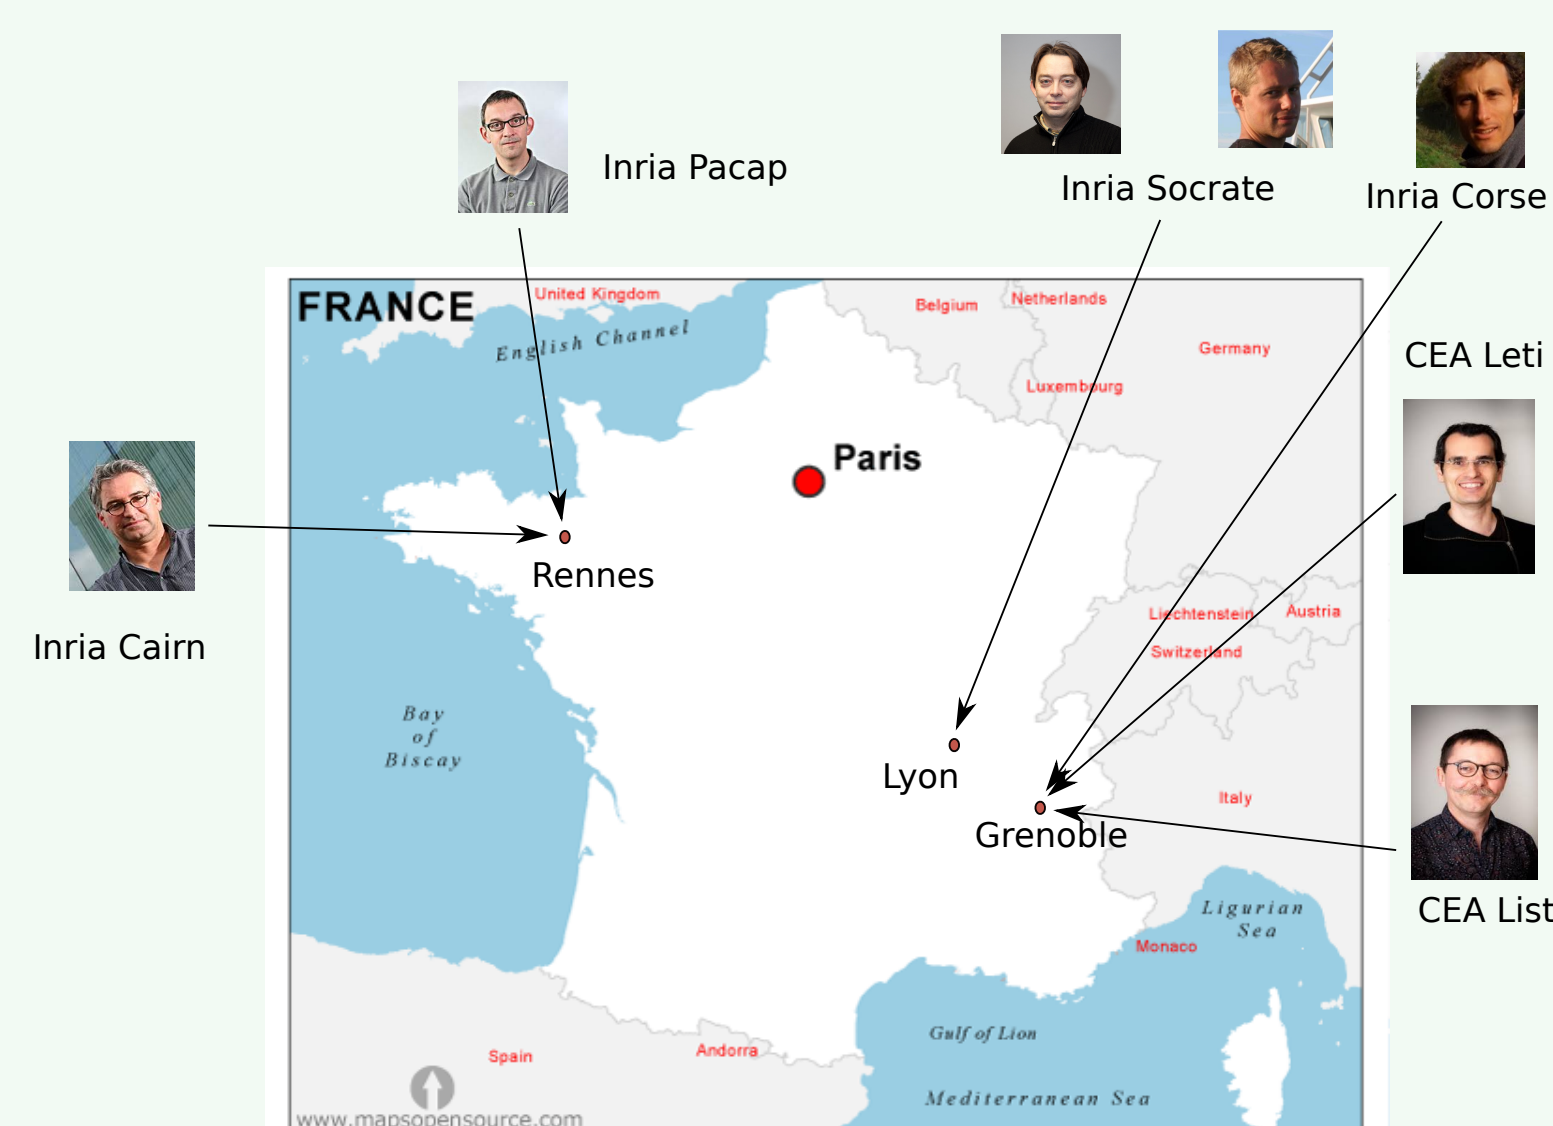 Inria Pacap
Inria Socrate
Inria Corse
FRANCE
United Kingdom
English Channel
Belgium
Netherlands
Germany
Luxembourg
CEA Leti
Paris
Rennes
Inria Cairn
Liechtenstein
Austria
Switzerland
Bay
of
Biscay
Lyon
Grenoble
Italy
CEA List
Ligurian
Sea
Monaco
Gulf of Lion
Spain
Andorra
Mediterranean Sea
www.mapsopensource.com